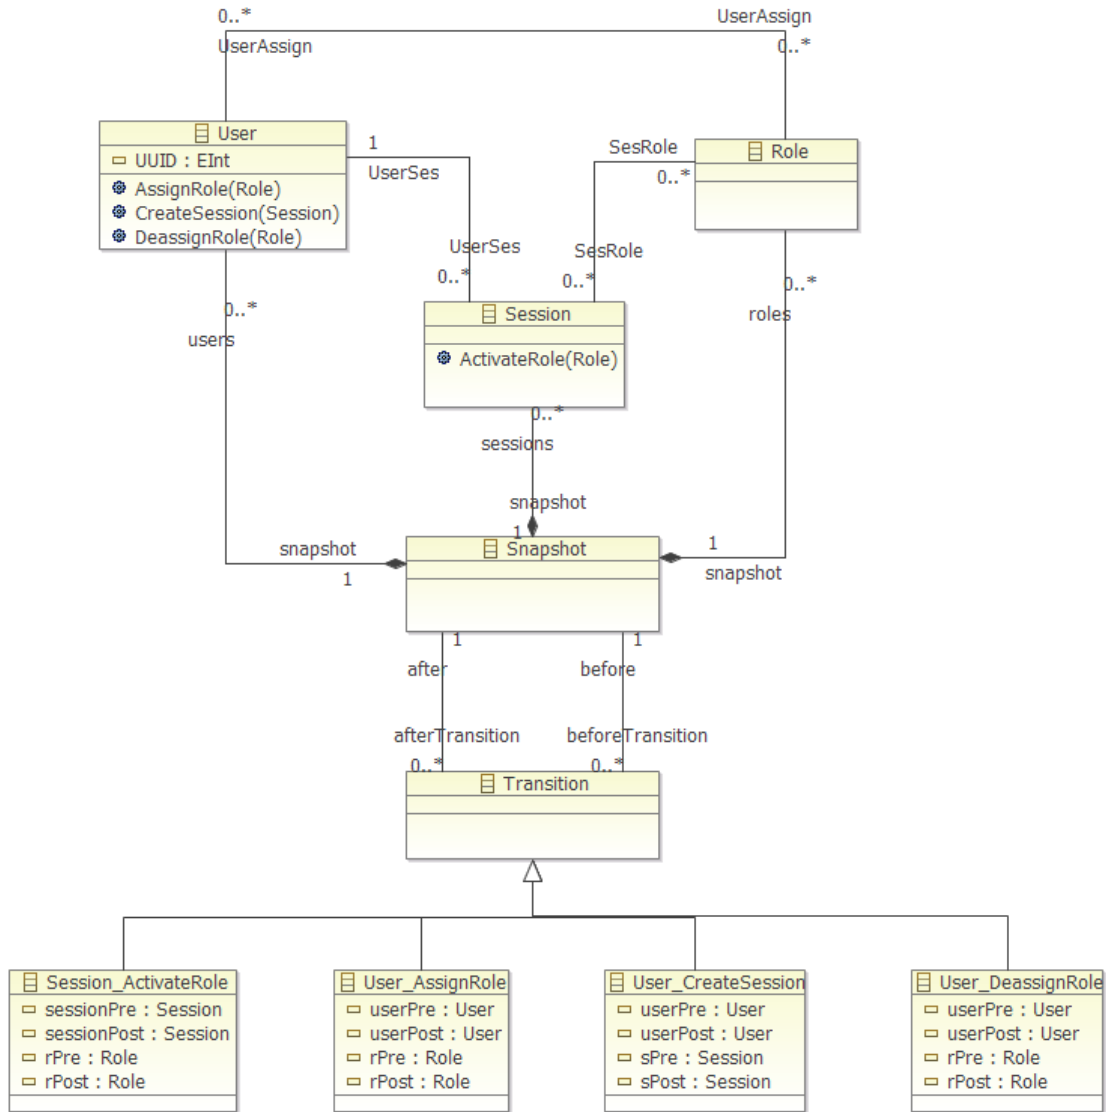 0..* UserAssign
UserAssign 0..*
User
UUID : EInt
AssignRole(Role)
CreateSession(Session)
DeassignRole(Role)
1
UserSes
SesRole
0..*
Role
UserSes
0..*
SesRole
0..*
0..*
users
0..*
roles
Session
ActivateRole(Role)
0..*
sessions
snapshot
1
snapshot
1
Snapshot
1
snapshot
1
after
1
before
afterTransition
0..*
beforeTransition
0..*
Transition
Session_ActivateRole
sessionPre : Session
sessionPost : Session
rPre : Role
rPost : Role
User_AssignRole
userPre : User
userPost : User
rPre : Role
rPost : Role
User_CreateSession
userPre : User
userPost : User
sPre : Session
sPost : Session
User_DeassignRole
userPre : User
userPost : User
rPre : Role
rPost : Role